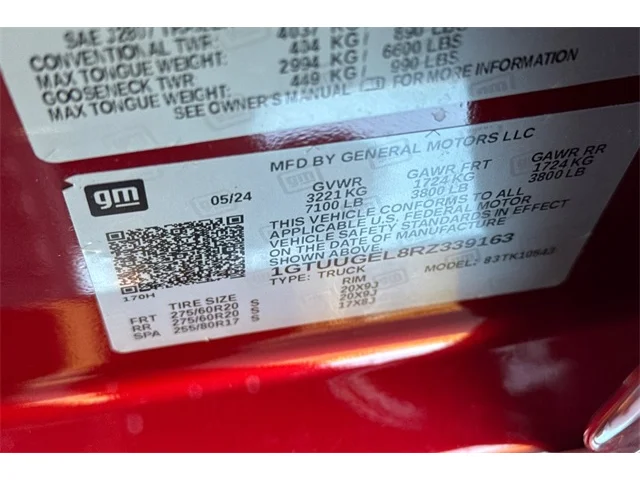 SAE J2807
4037 KG/ 890 LBS
CONVENTIONAL TWR: 434 KG/ 6600 LBS
MAX TONGUE WEIGHT: 2994 KG/ 990 LBS
GOOSENECK TWR: 449 KG/
MAX TONGUE WEIGHT:
SEE OWNER'S MANUAL FOR MORE INFORMATION
MFD BY GENERAL MOTORS LLC
gm
05/24
GVWR GAWR FRT GAWR RR
3221 KG 1724 KG 1724 KG
7100 LB 3800 LB 3800 LB
THIS VEHICLE CONFORMS TO ALL
APPLICABLE U.S. FEDERAL MOTOR
VEHICLE SAFETY STANDARDS IN EFFECT
ON THE DATE OF MANUFACTURE
1GTUUGEL8RZ339163
TYPE: TRUCK MODEL: 83TK10543
170H
TIRE SIZE RIM
FRT 275/60R20 S 20X9J
RR 275/60R20 S 20X9J
SPA 255/80R17 S 17X8J